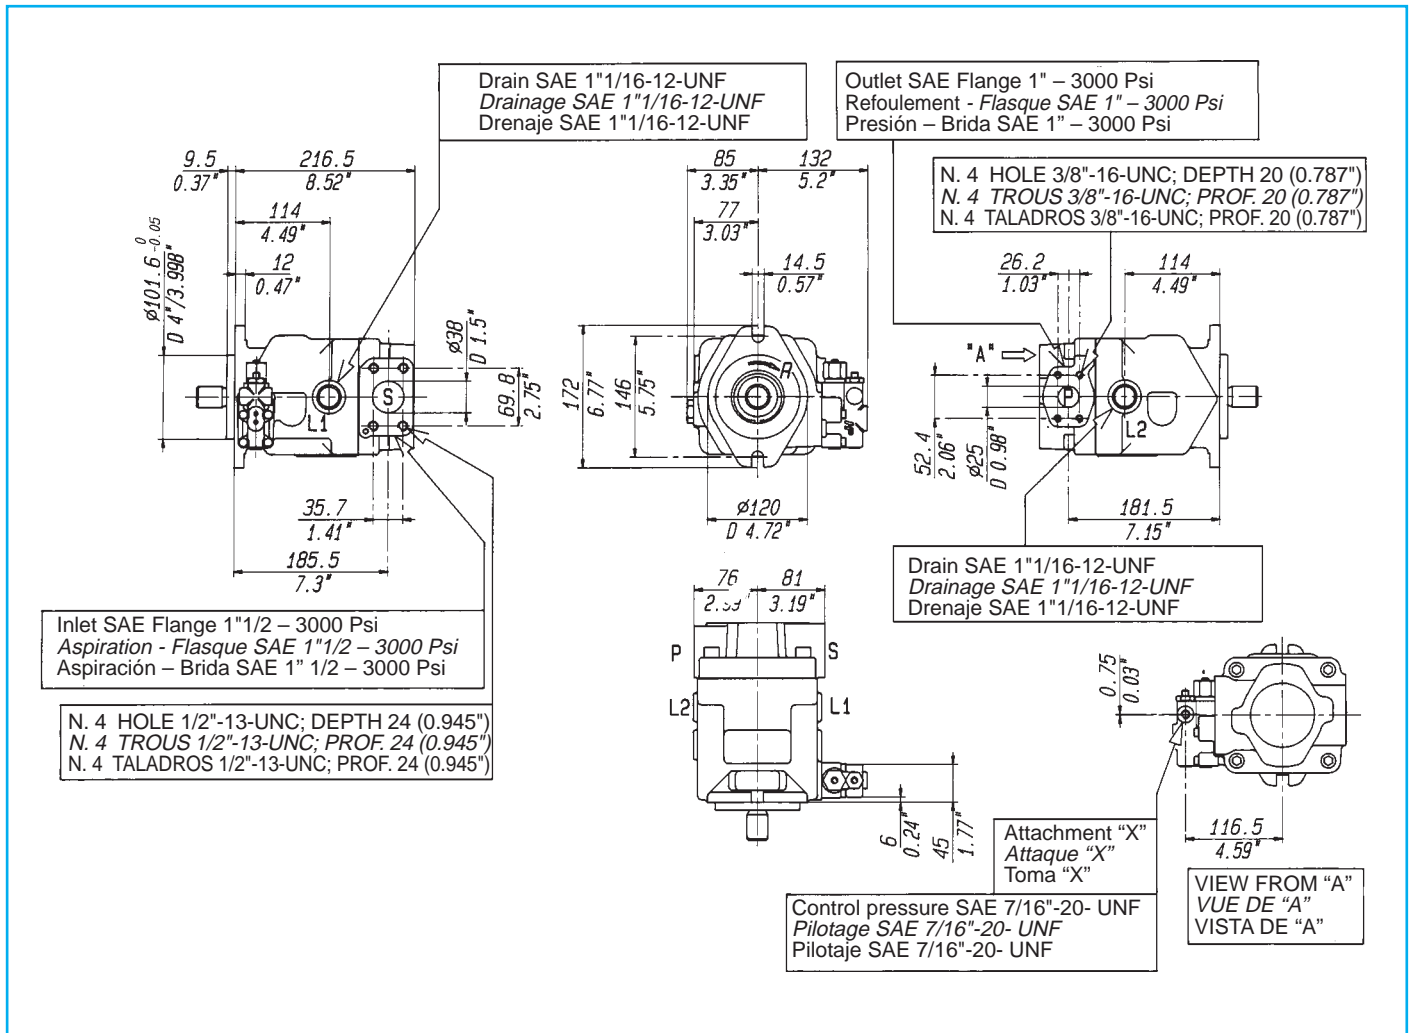 Drain SAE 1"1/16-12-UNF
Drainage SAE 1"1/16-12-UNF
Drenaje SAE 1"1/16-12-UNF
Outlet SAE Flange 1" – 3000 Psi
Refoulement - Flasque SAE 1" – 3000 Psi
Presión – Brida SAE 1” – 3000 Psi
N. 4 HOLE 3/8"-16-UNC; DEPTH 20 (0.787")
N. 4 TROUS 3/8"-16-UNC; PROF. 20 (0.787")
N. 4 TALADROS 3/8"-16-UNC; PROF. 20 (0.787")
9.5
0.37"
216.5
8.52"
114
4.49"
12
0.47"
Ø101.6 0 -0.05
D 4"/3.998"
Ø38
D 1.5"
69.8
2.75"
S
L1
35.7
1.41"
185.5
7.3"
85
3.35"
132
5.2"
77
3.03"
14.5
0.57"
172
6.77"
146
5.75"
R
Ø120
D 4.72"
26.2
1.03"
114
4.49"
"A"
P
L2
52.4
2.06"
Ø25
D 0.98"
181.5
7.15"
Inlet SAE Flange 1"1/2 – 3000 Psi
Aspiration - Flasque SAE 1"1/2 – 3000 Psi
Aspiración – Brida SAE 1” 1/2 – 3000 Psi
N. 4 HOLE 1/2"-13-UNC; DEPTH 24 (0.945")
N. 4 TROUS 1/2"-13-UNC; PROF. 24 (0.945")
N. 4 TALADROS 1/2"-13-UNC; PROF. 24 (0.945")
Drain SAE 1"1/16-12-UNF
Drainage SAE 1"1/16-12-UNF
Drenaje SAE 1"1/16-12-UNF
76
81
3.19"
P
S
L2
L1
6
0.24"
45
1.77"
0.75
0.03"
116.5
4.59"
Attachment “X”
Attaque “X”
Toma “X”
Control pressure SAE 7/16"-20- UNF
Pilotage SAE 7/16"-20- UNF
Pilotaje SAE 7/16"-20- UNF
VIEW FROM “A”
VUE DE “A”
VISTA DE “A”